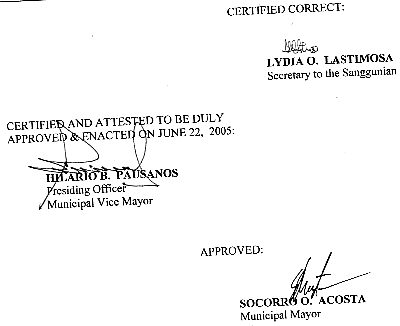 CERTIFIED CORRECT:
LYDIA O. LASTIMOSA
Secretary to the Sanggunian
CERTIFIED AND ATTESTED TO BE DULY
APPROVED & ENACTED ON JUNE 22, 2005:
HILARIO B. PAUSANOS
Presiding Officer
Municipal Vice Mayor
APPROVED:
SOCORRO O. ACOSTA
Municipal Mayor